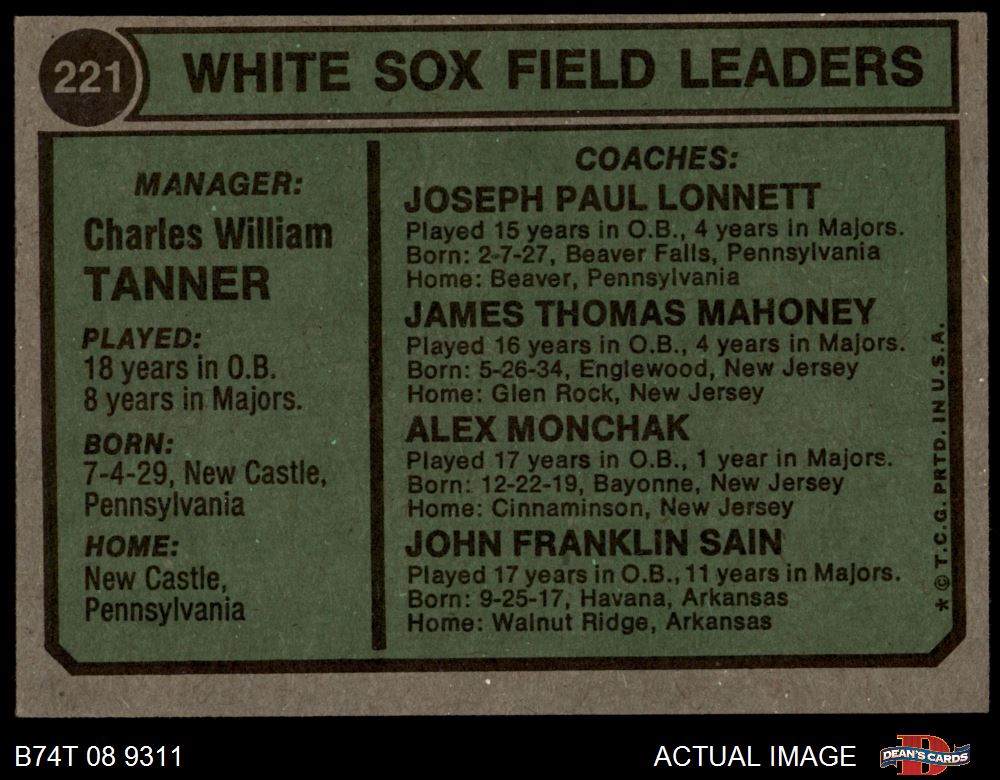 221
WHITE SOX FIELD LEADERS
MANAGER:
Charles William
TANNER
PLAYED:
18 years in O.B.
8 years in Majors.
BORN:
7-4-29, New Castle,
Pennsylvania
HOME:
New Castle,
Pennsylvania
COACHES:
JOSEPH PAUL LONNETT
Played 15 years in O.B., 4 years in Majors.
Born: 2-7-27, Beaver Falls, Pennsylvania
Home: Beaver, Pennsylvania
JAMES THOMAS MAHONEY
Played 16 years in O.B., 4 years in Majors.
Born: 5-26-34, Englewood, New Jersey
Home: Glen Rock, New Jersey
ALEX MONCHAK
Played 17 years in O.B., 1 year in Majors.
Born: 12-22-19, Bayonne, New Jersey
Home: Cinnaminson, New Jersey
JOHN FRANKLIN SAIN
Played 17 years in O.B., 11 years in Majors.
Born: 9-25-17, Havana, Arkansas
Home: Walnut Ridge, Arkansas
* © T.C.G. PRTD. IN U.S.A.
B74T 08 9311
ACTUAL IMAGE
D
DEAN'S CARDS